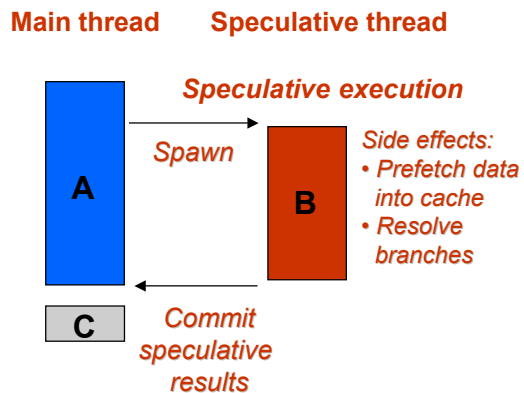 Main thread
Speculative thread
Speculative execution
Spawn
A
B
Side effects:
• Prefetch data
into cache
• Resolve
branches
C
Commit
speculative
results